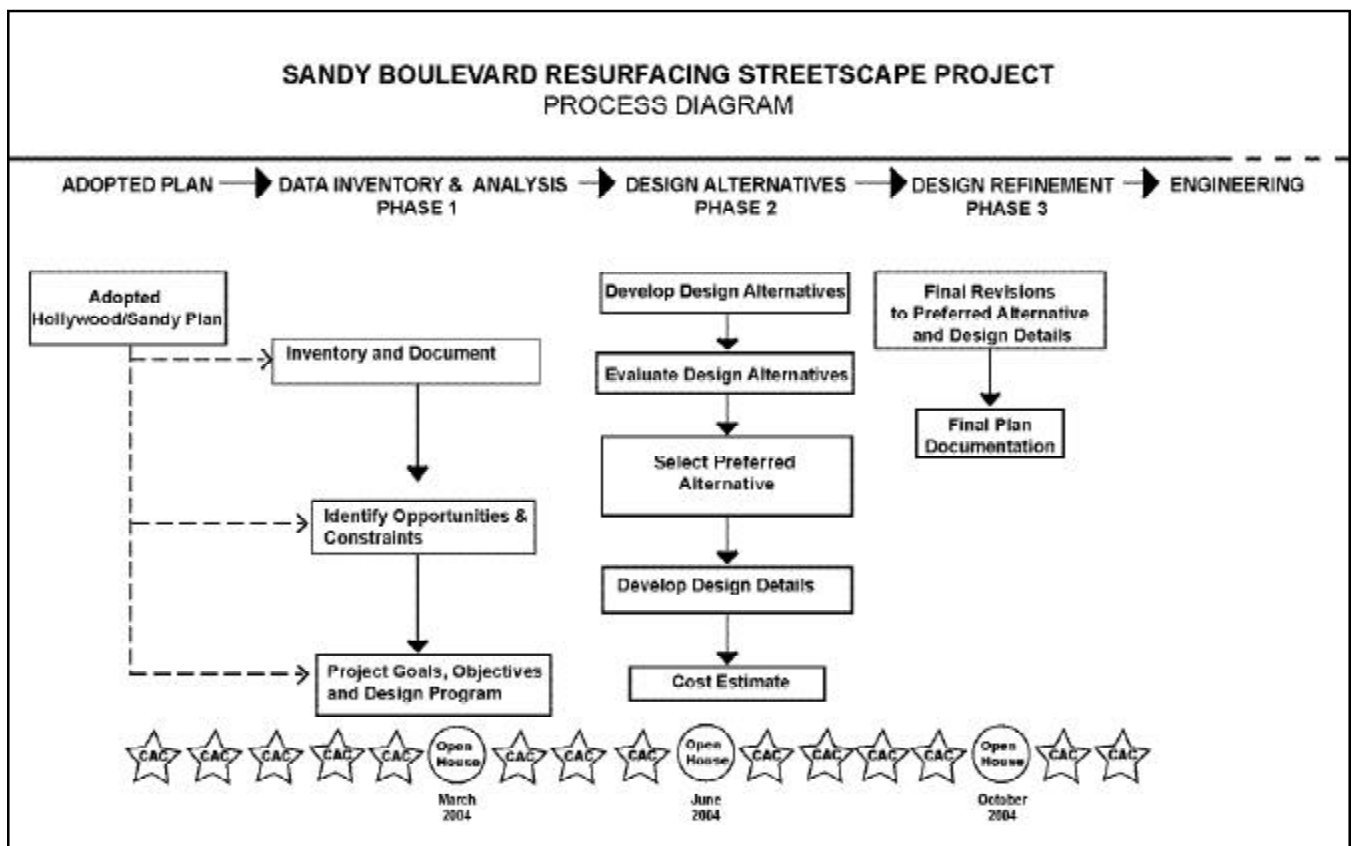 SANDY BOULEVARD RESURFACING STREETSCAPE PROJECT
PROCESS DIAGRAM
ADOPTED PLAN
DATA INVENTORY & ANALYSIS
PHASE 1
DESIGN ALTERNATIVES
PHASE 2
DESIGN REFINEMENT
PHASE 3
ENGINEERING
Adopted
Hollywood/Sandy Plan
Inventory and Document
Identify Opportunities &
Constraints
Project Goals, Objectives
and Design Program
Develop Design Alternatives
Evaluate Design Alternatives
Select Preferred
Alternative
Develop Design Details
Cost Estimate
Final Revisions
to Preferred Alternative
and Design Details
Final Plan
Documentation
CAC
CAC
CAC
CAC
CAC
Open
House
CAC
CAC
CAC
Open
House
CAC
CAC
CAC
CAC
Open
House
CAC
CAC
March
2004
June
2004
October
2004